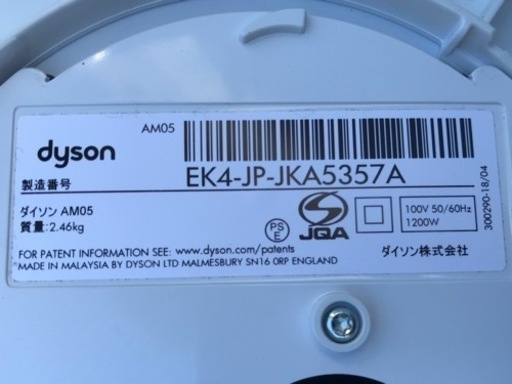 AM05
dyson
製造番号
EK4-JP-JKA5357A
ダイソン AM05
質量:2.46kg
PS
E
JQA
100V 50/60Hz
1200W
300290-18/04
FOR PATENT INFORMATION SEE: www.dyson.com/patents
MADE IN MALAYSIA BY DYSON LTD MALMESBURY SN16 0RP ENGLAND
ダイソン株式会社